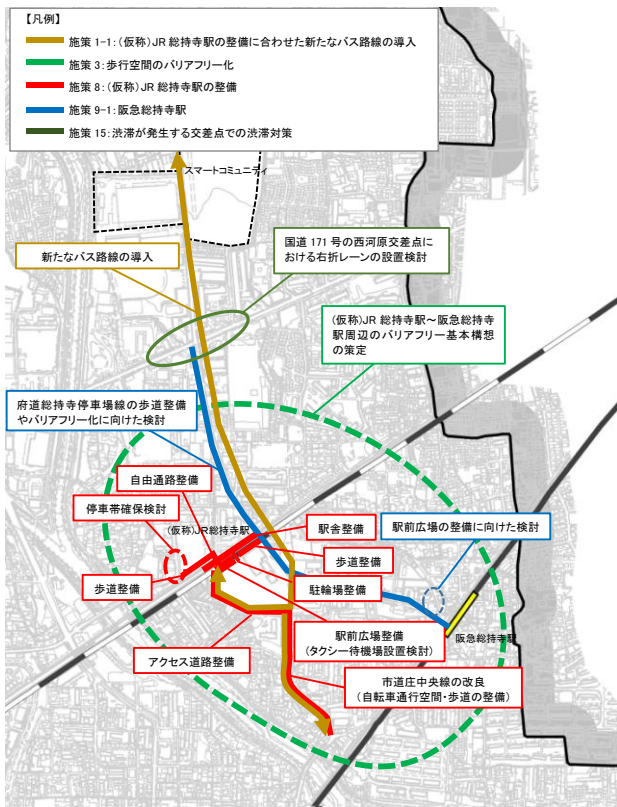 【凡例】
施策 1-1:(仮称)JR 総持寺駅の整備に合わせた新たなバス路線の導入
施策 3:歩行空間のバリアフリー化
施策 8:(仮称)JR 総持寺駅の整備
施策 9-1:阪急総持寺駅
施策 15:渋滞が発生する交差点での渋滞対策
スマートコミュニティ
新たなバス路線の導入
国道 171 号の西河原交差点に
おける右折レーンの設置検討
(仮称)JR 総持寺駅~阪急総持寺
駅周辺のバリアフリー基本構想
の策定
府道総持寺停車場線の歩道整備
やバリアフリー化に向けた検討
自由通路整備
停車帯確保検討
(仮称)JR総持寺駅
駅舎整備
駅前広場の整備に向けた検討
歩道整備
歩道整備
駐輪場整備
駅前広場整備
(タクシー待機場設置検討)
阪急総持寺駅
アクセス道路整備
市道庄中央線の改良
(自転車通行空間・歩道の整備)